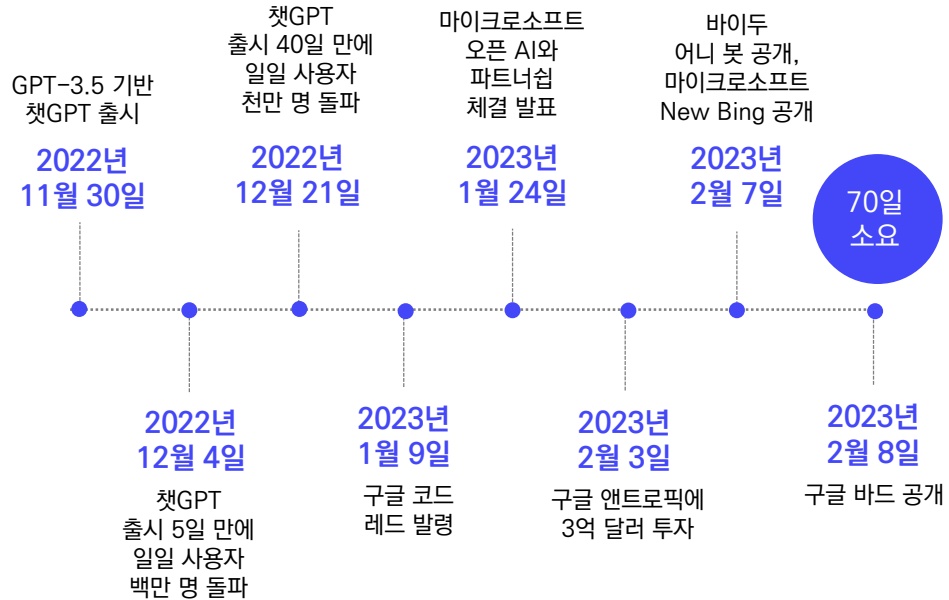 GPT-3.5 기반
챗GPT 출시
2022년
11월 30일
2022년
12월 4일
챗GPT
출시 5일 만에
일일 사용자
백만 명 돌파
챗GPT
출시 40일 만에
일일 사용자
천만 명 돌파
2022년
12월 21일
2023년
1월 9일
구글 코드
레드 발령
마이크로소프트
오픈 AI와
파트너쉽
체결 발표
2023년
1월 24일
2023년
2월 3일
구글 앤트로픽에
3억 달러 투자
바이두
어니 봇 공개,
마이크로소프트
New Bing 공개
2023년
2월 7일
70일
소요
2023년
2월 8일
구글 바드 공개